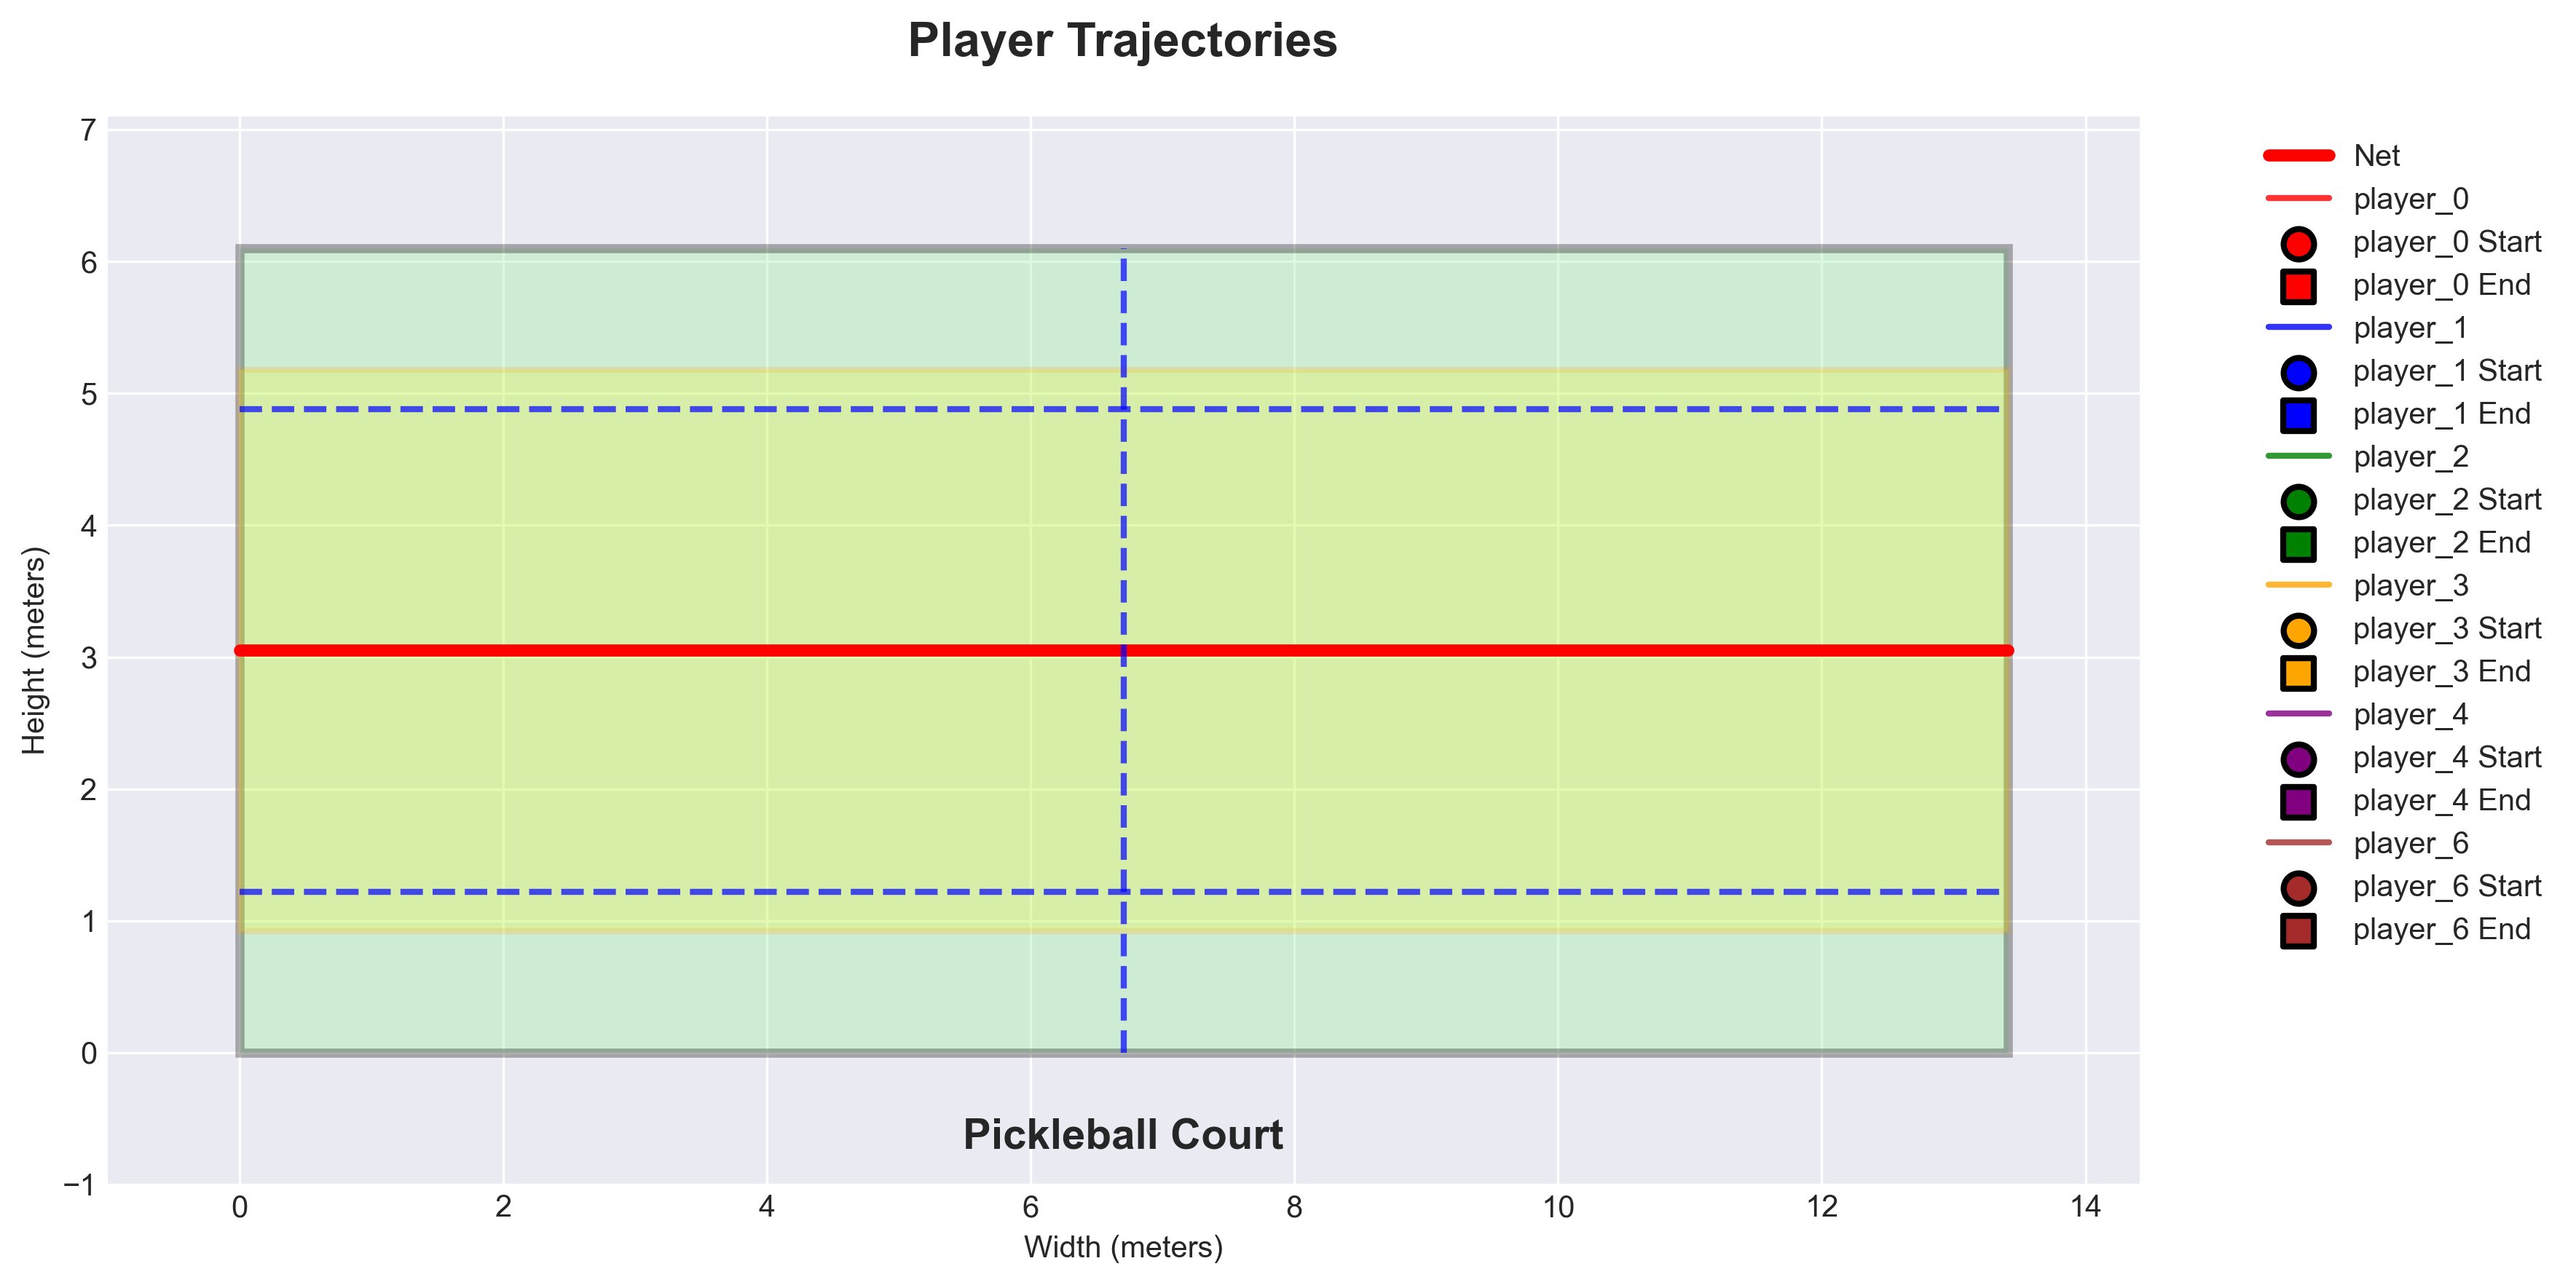 Player Trajectories
7
6
5
4
3
2
1
0
−1
Height (meters)
0 2 4 6 8 10 12 14
Width (meters)
Pickleball Court
Net
player_0
player_0 Start
player_0 End
player_1
player_1 Start
player_1 End
player_2
player_2 Start
player_2 End
player_3
player_3 Start
player_3 End
player_4
player_4 Start
player_4 End
player_6
player_6 Start
player_6 End